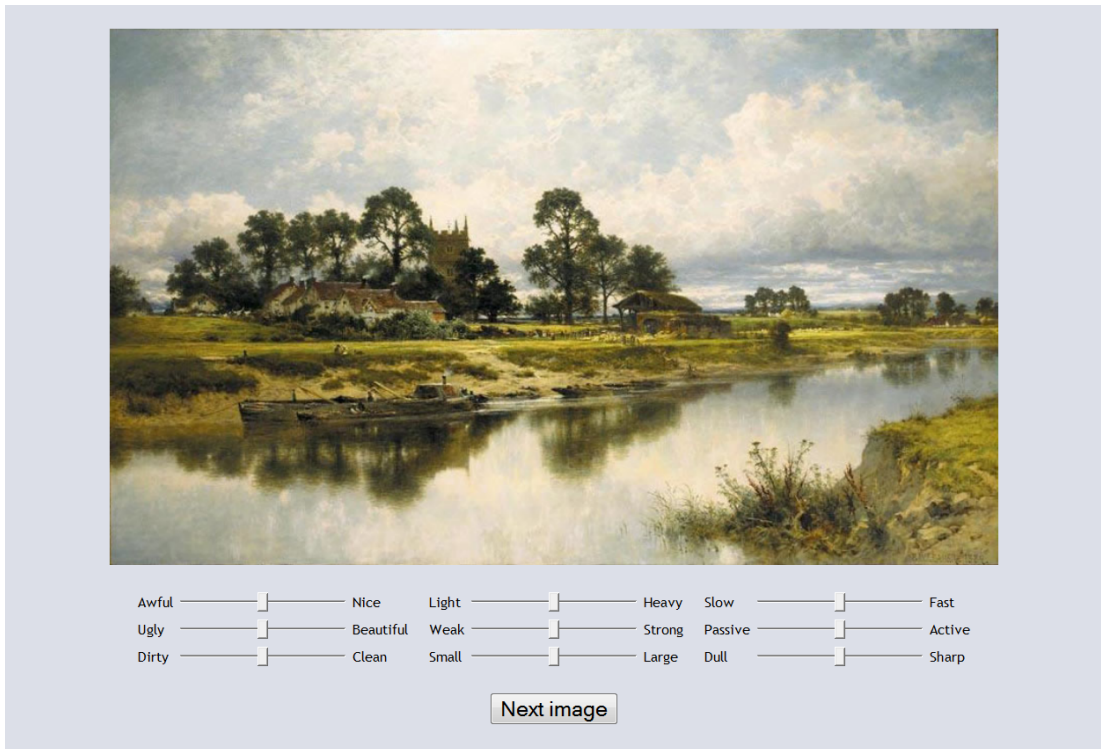 Awful Nice Light Heavy Slow Fast
Ugly Beautiful Weak Strong Passive Active
Dirty Clean Small Large Dull Sharp
Next image